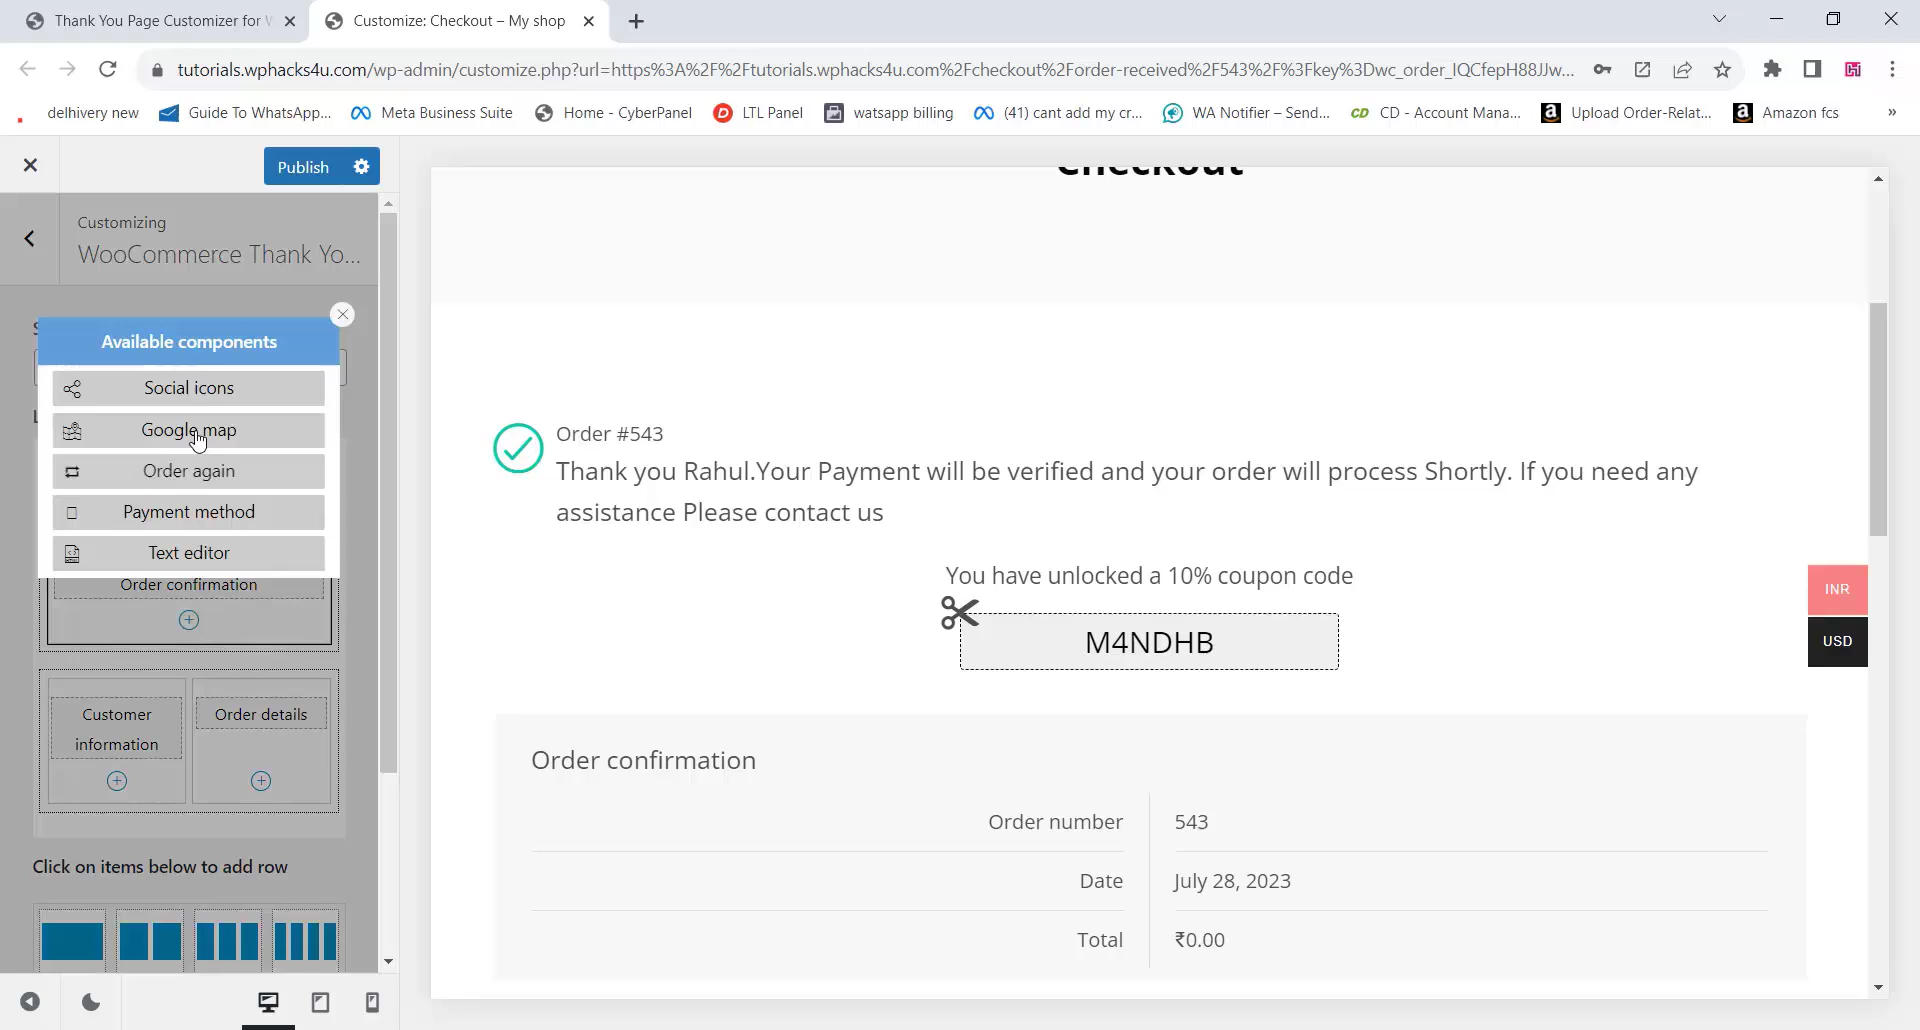 Thank You Page Customizer for W
Customize: Checkout – My shop
tutorials.wphacks4u.com/wp-admin/customize.php?url=https%3A%2F%2Ftutorials.wphacks4u.com%2Fcheckout%2Forder-received%2F543%2F%3Fkey%3Dwc_order_IQCfepH88JJw...
delhivery new
Guide To WhatsApp...
Meta Business Suite
Home - CyberPanel
LTL Panel
watsapp billing
(41) cant add my cr...
WA Notifier – Send...
CD - Account Mana...
Upload Order-Relat...
Amazon fcs
»
Publish
Customizing
WooCommerce Thank Yo...
Available components
Social icons
Google map
Order again
Payment method
Text editor
Order confirmation
Customer
information
Order details
Click on items below to add row
Checkout
Order #543
Thank you Rahul.Your Payment will be verified and your order will process Shortly. If you need any
assistance Please contact us
You have unlocked a 10% coupon code
M4NDHB
INR
USD
Order confirmation
Order number 543
Date July 28, 2023
Total ₹0.00